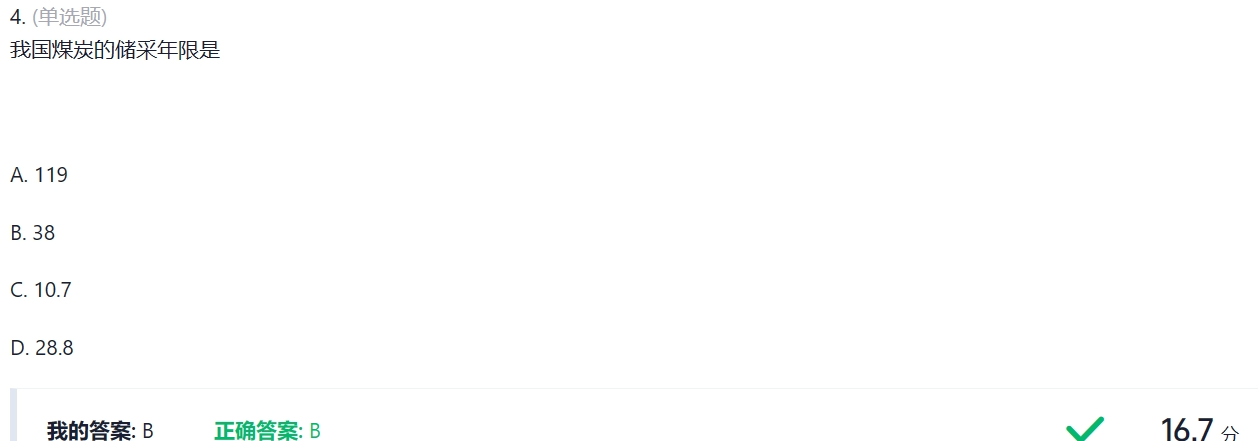 4. (单选题)
我国煤炭的储采年限是
A. 119
B. 38
C. 10.7
D. 28.8
我的答案: B 正确答案: B 16.7 分